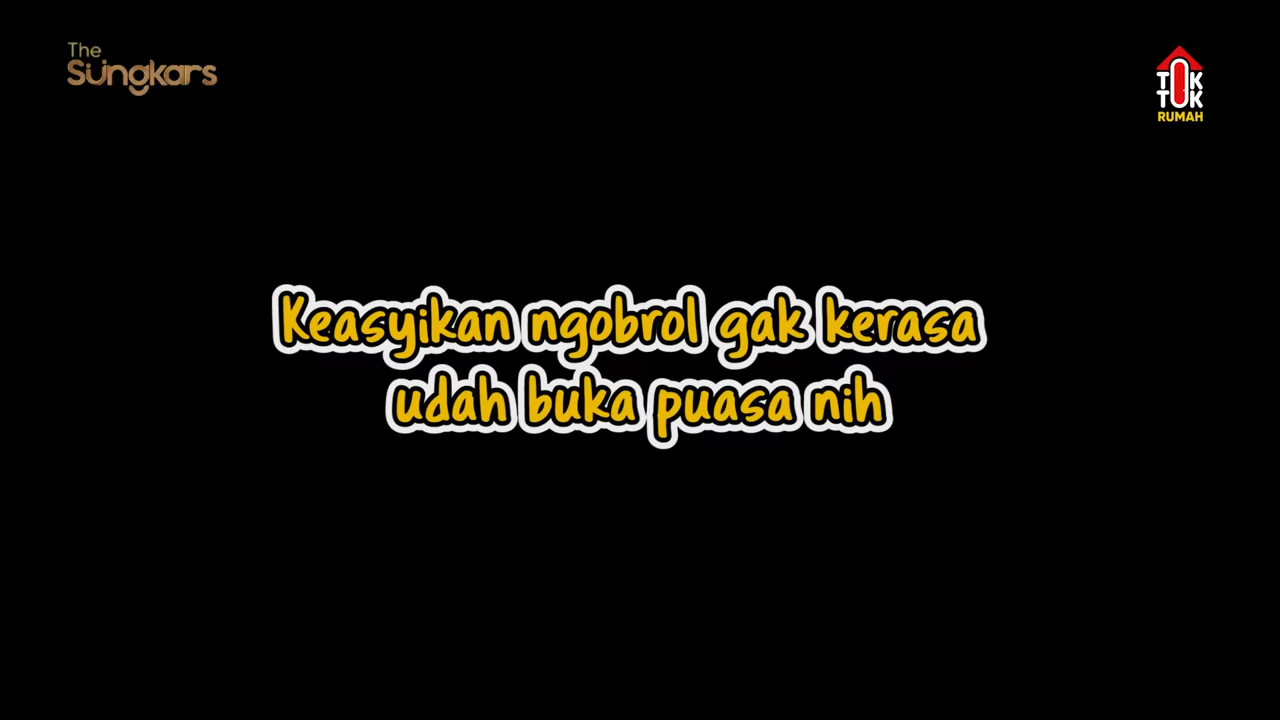 The
Sungkars
TOK
TOK
RUMAH
Keasyikan ngobrol gak kerasa
udah buka puasa nih